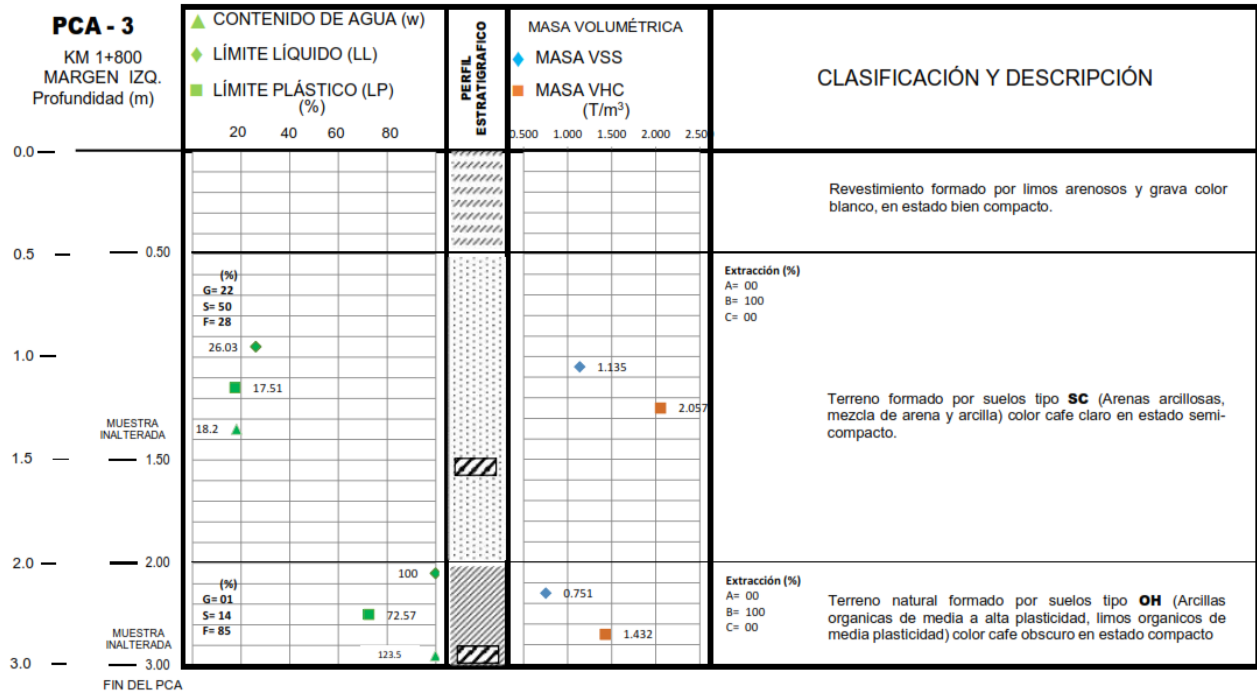 PCA - 3
KM 1+800
MARGEN IZQ.
Profundidad (m)
CONTENIDO DE AGUA (w)
LÍMITE LÍQUIDO (LL)
LÍMITE PLÁSTICO (LP)
(%)
20 40 60 80
PERFIL
ESTRATIGRAFICO
MASA VOLUMÉTRICA
MASA VSS
MASA VHC
(T/m³)
0.500 1.000 1.500 2.000 2.500
CLASIFICACIÓN Y DESCRIPCIÓN
0.0
Revestimiento formado por limos arenosos y grava color
blanco, en estado bien compacto.
0.5
0.50
(%)
G= 22
S= 50
F= 28
Extracción (%)
A= 00
B= 100
C= 00
26.03
1.0
1.135
17.51
2.057
Terreno formado por suelos tipo SC (Arenas arcillosas,
mezcla de arena y arcilla) color cafe claro en estado semi-
compacto.
MUESTRA
INALTERADA
18.2
1.5
1.50
2.0
2.00
100
(%)
G= 01
S= 14
F= 85
72.57
0.751
1.432
Extracción (%)
A= 00
B= 100
C= 00
Terreno natural formado por suelos tipo OH (Arcillas
organicas de media a alta plasticidad, limos organicos de
media plasticidad) color cafe obscuro en estado compacto
MUESTRA
INALTERADA
123.5
3.0
3.00
FIN DEL PCA